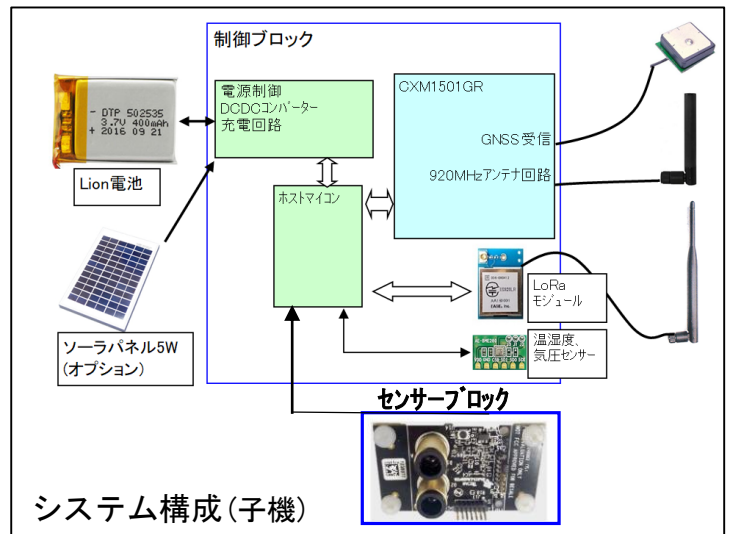 制御ブロック
電源制御
DCDCコンバーター
充電回路
CXM1501GR
GNSS受信
920MHzアンテナ回路
- DTP 502535
3.7V 400mAh
+ 2016 09 21
Lion電池
ホストマイコン
LoRa
モジュール
ソーラパネル5W
(オプション)
温湿度、
気圧センサー
センサーブロック
システム構成(子機)